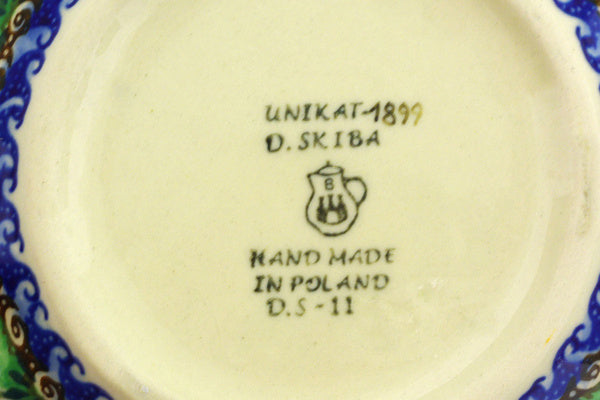 UNIKAT-1899
D. SKIBA
B
HAND MADE
IN POLAND
D.S-11